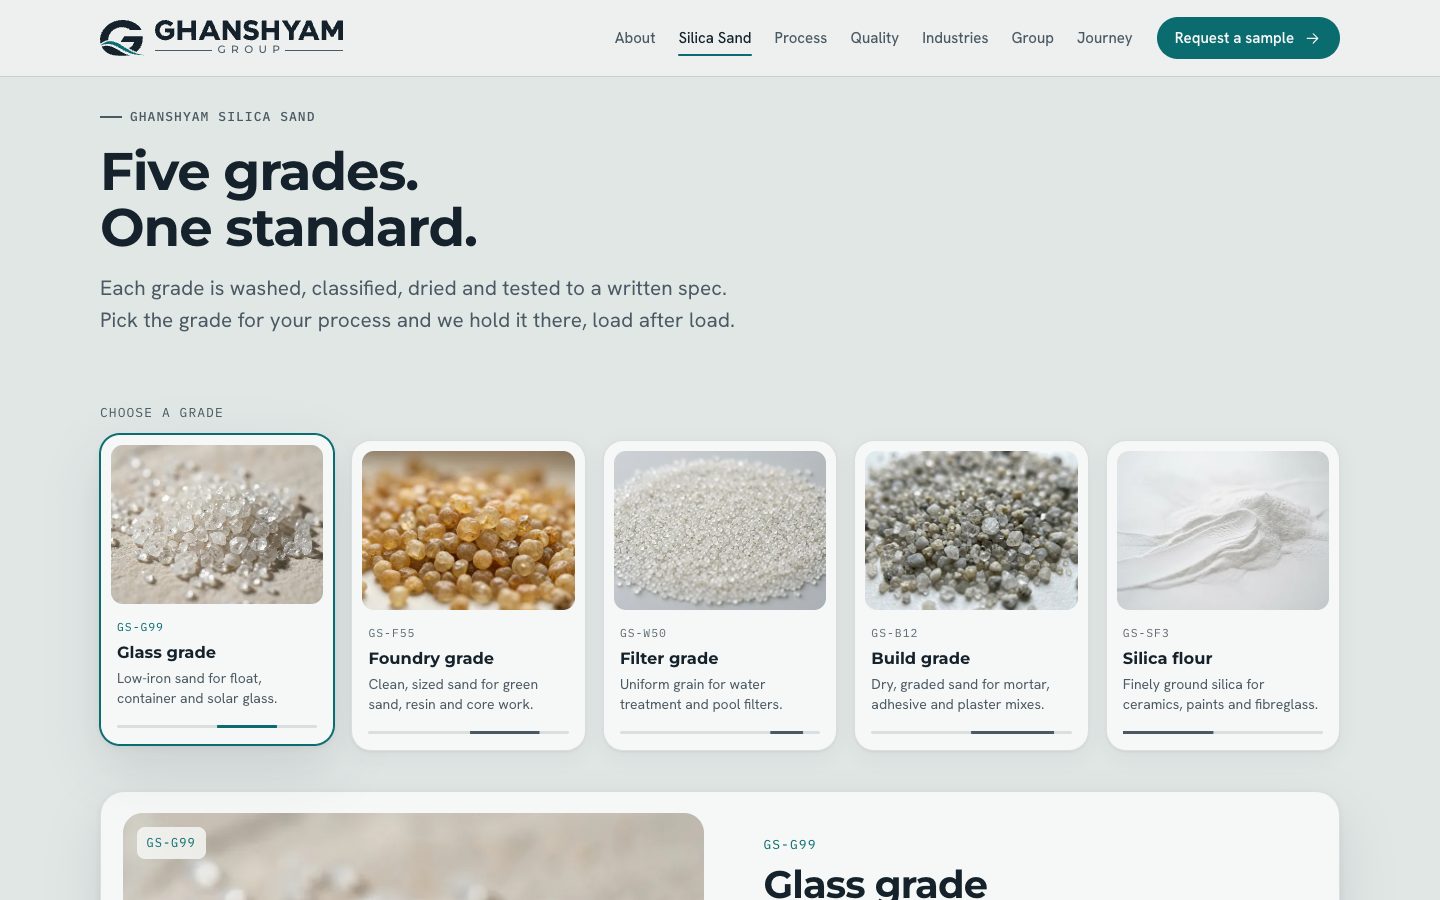 GHANSHYAM
GROUP
About
Silica Sand
Process
Quality
Industries
Group
Journey
Request a sample →
GHANSHYAM SILICA SAND
Five grades.
One standard.
Each grade is washed, classified, dried and tested to a written spec.
Pick the grade for your process and we hold it there, load after load.
CHOOSE A GRADE
GS-G99
Glass grade
Low-iron sand for float,
container and solar glass.
GS-F55
Foundry grade
Clean, sized sand for green
sand, resin and core work.
GS-W50
Filter grade
Uniform grain for water
treatment and pool filters.
GS-B12
Build grade
Dry, graded sand for mortar,
adhesive and plaster mixes.
GS-SF3
Silica flour
Finely ground silica for
ceramics, paints and fibreglass.
GS-G99
GS-G99
Glass grade